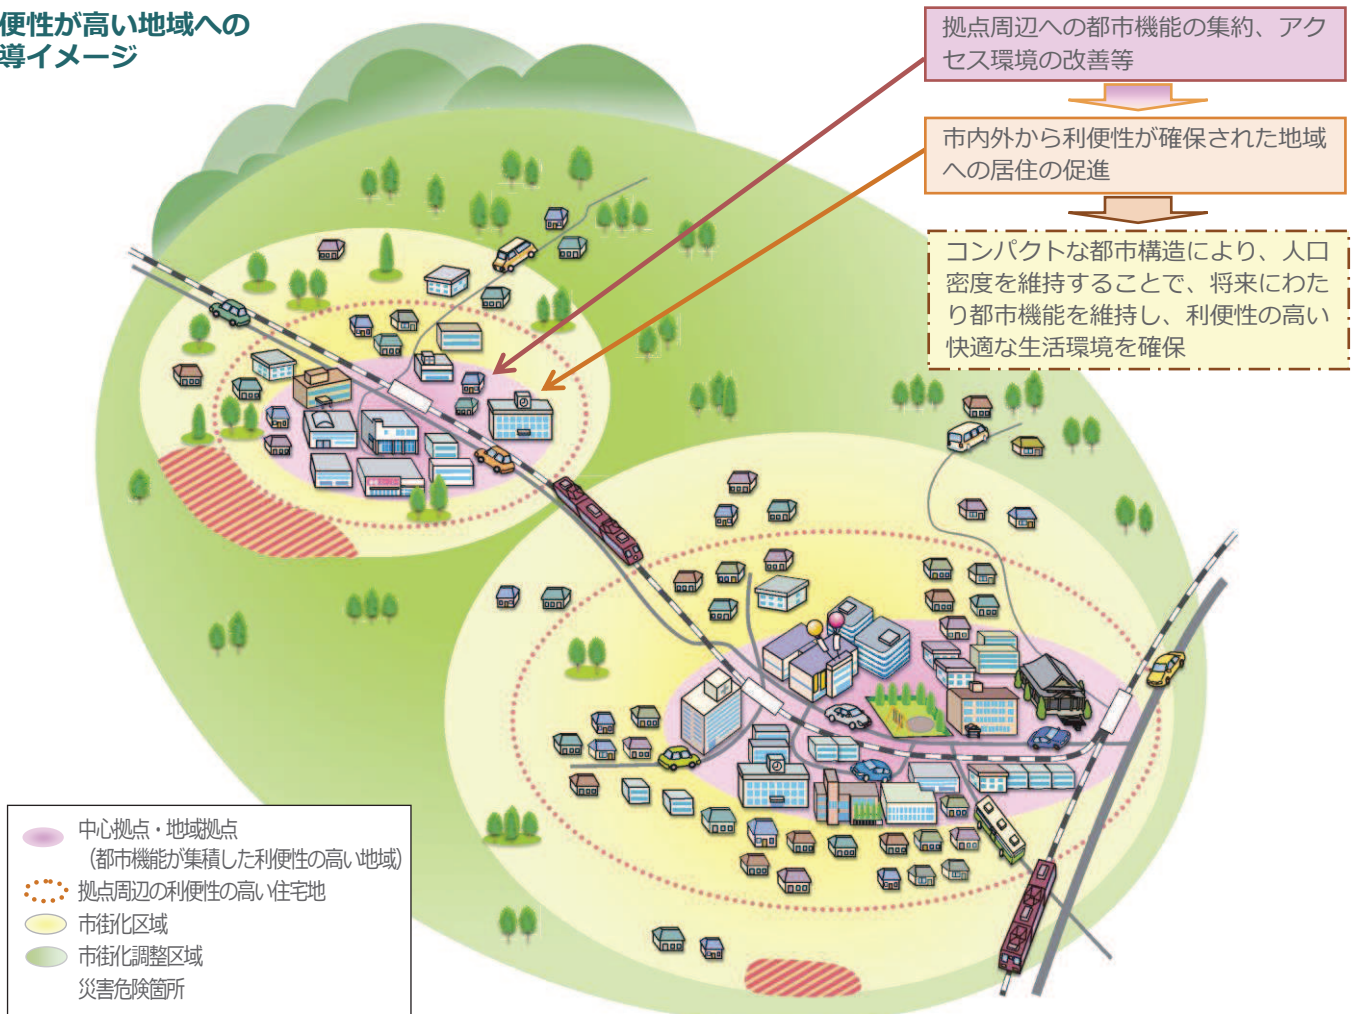 便性が高い地域への
導イメージ
拠点周辺への都市機能の集約、アク
セス環境の改善等
市内外から利便性が確保された地域
への居住の促進
コンパクトな都市構造により、人口
密度を維持することで、将来にわた
り都市機能を維持し、利便性の高い
快適な生活環境を確保
中心拠点・地域拠点
（都市機能が集積した利便性の高い地域）
拠点周辺の利便性の高い住宅地
市街化区域
市街化調整区域
災害危険箇所